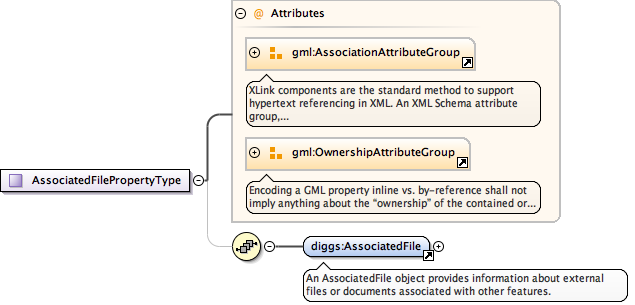 @ Attributes
gml:AssociationAttributeGroup
XLink components are the standard method to support
hypertext referencing in XML. An XML Schema attribute
group,...
gml:OwnershipAttributeGroup
Encoding a GML property inline vs. by-reference shall not
imply anything about the “ownership” of the contained or...
AssociatedFilePropertyType
diggs:AssociatedFile
An AssociatedFile object provides information about external
files or documents associated with other features.